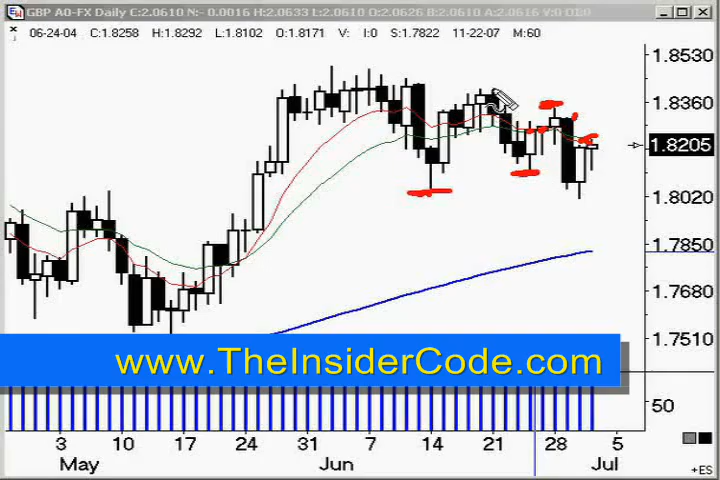 GBP A0-FX Daily C:2.0610 N:- 0.0016 H:2.0633 L:2.0610 O:2.0626 B:2.0610 A:2.0616 V:0
06-24-04 C:1.8258 H:1.8292 L:1.8102 O:1.8171 V: I:0 S:1.7822 11-22-07 M:60
1.8530
1.8360
1.8205
1.8020
1.7850
1.7680
1.7510
www.TheInsiderCode.com
50
3 10 17 24 31 7 14 21 28 5
May Jun Jul
+ES